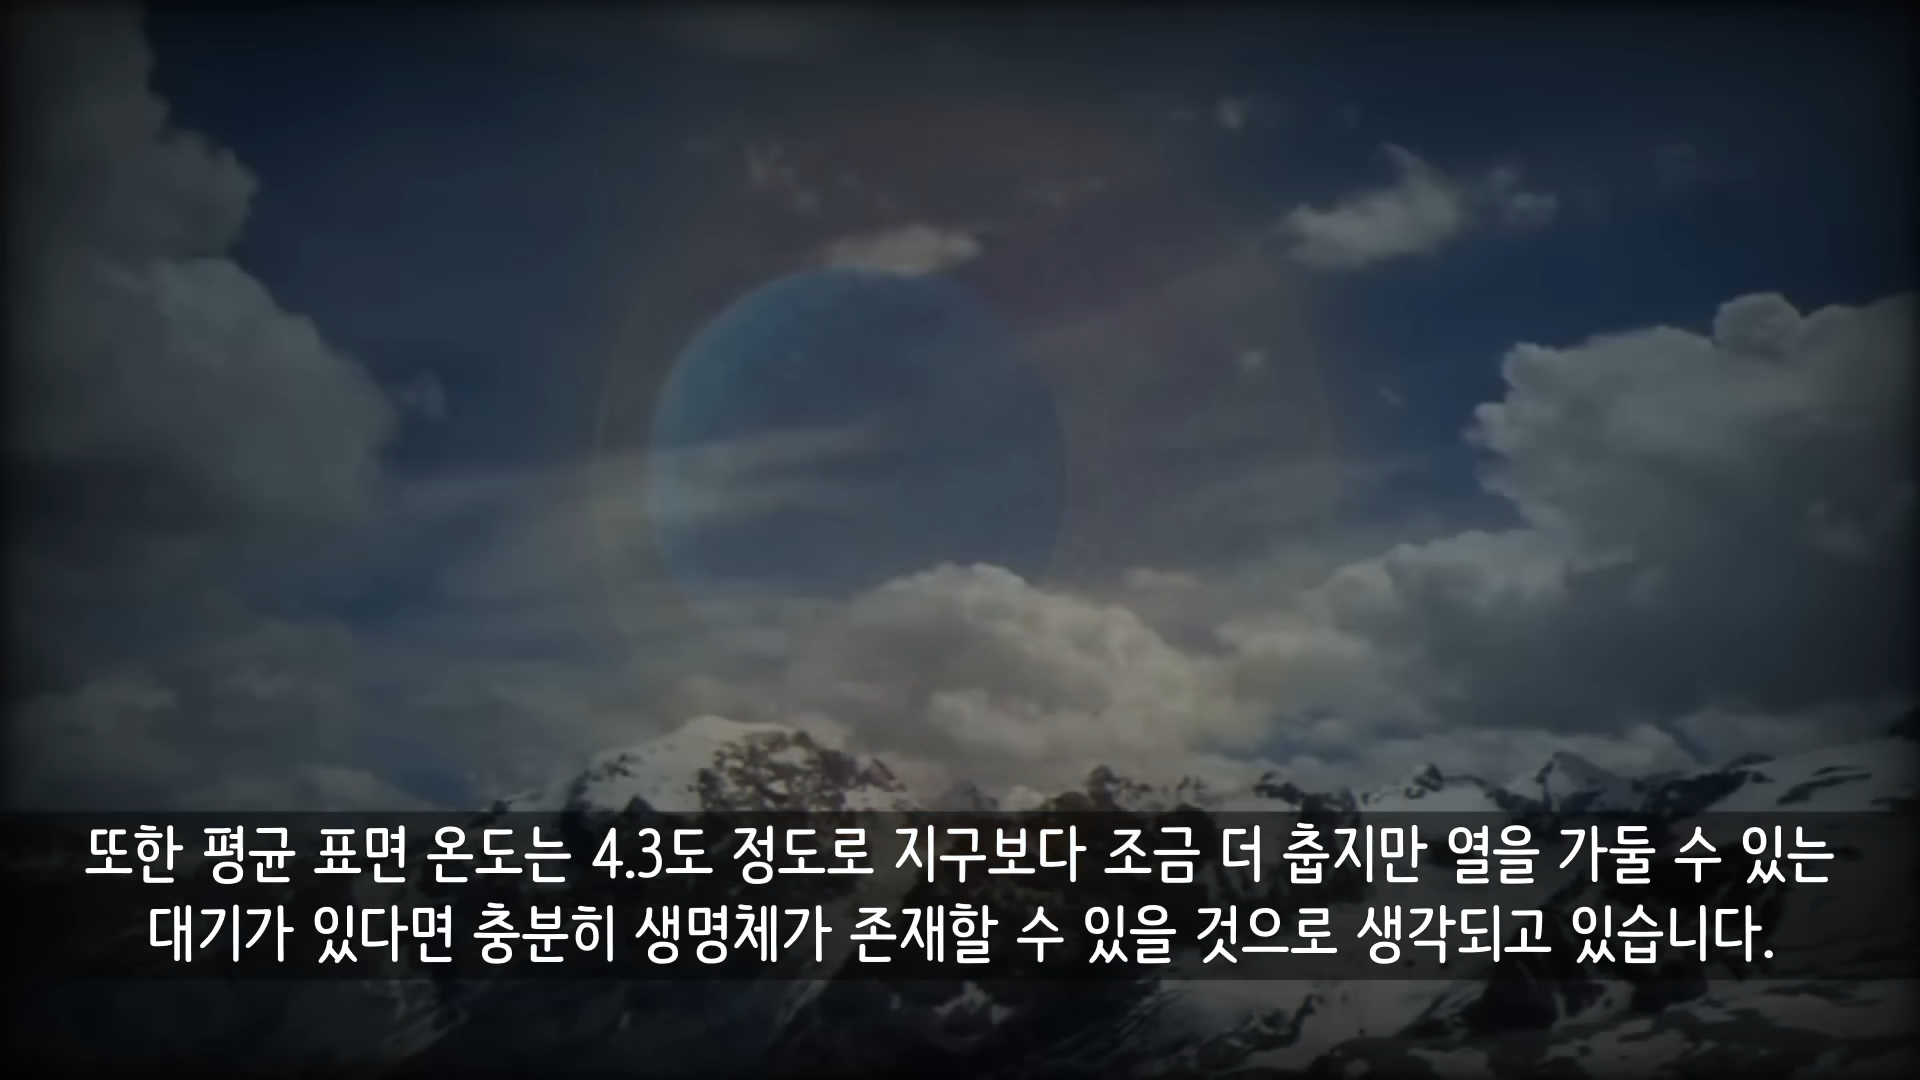 또한 평균 표면 온도는 4.3도 정도로 지구보다 조금 더 춥지만 열을 가둘 수 있는
대기가 있다면 충분히 생명체가 존재할 수 있을 것으로 생각되고 있습니다.